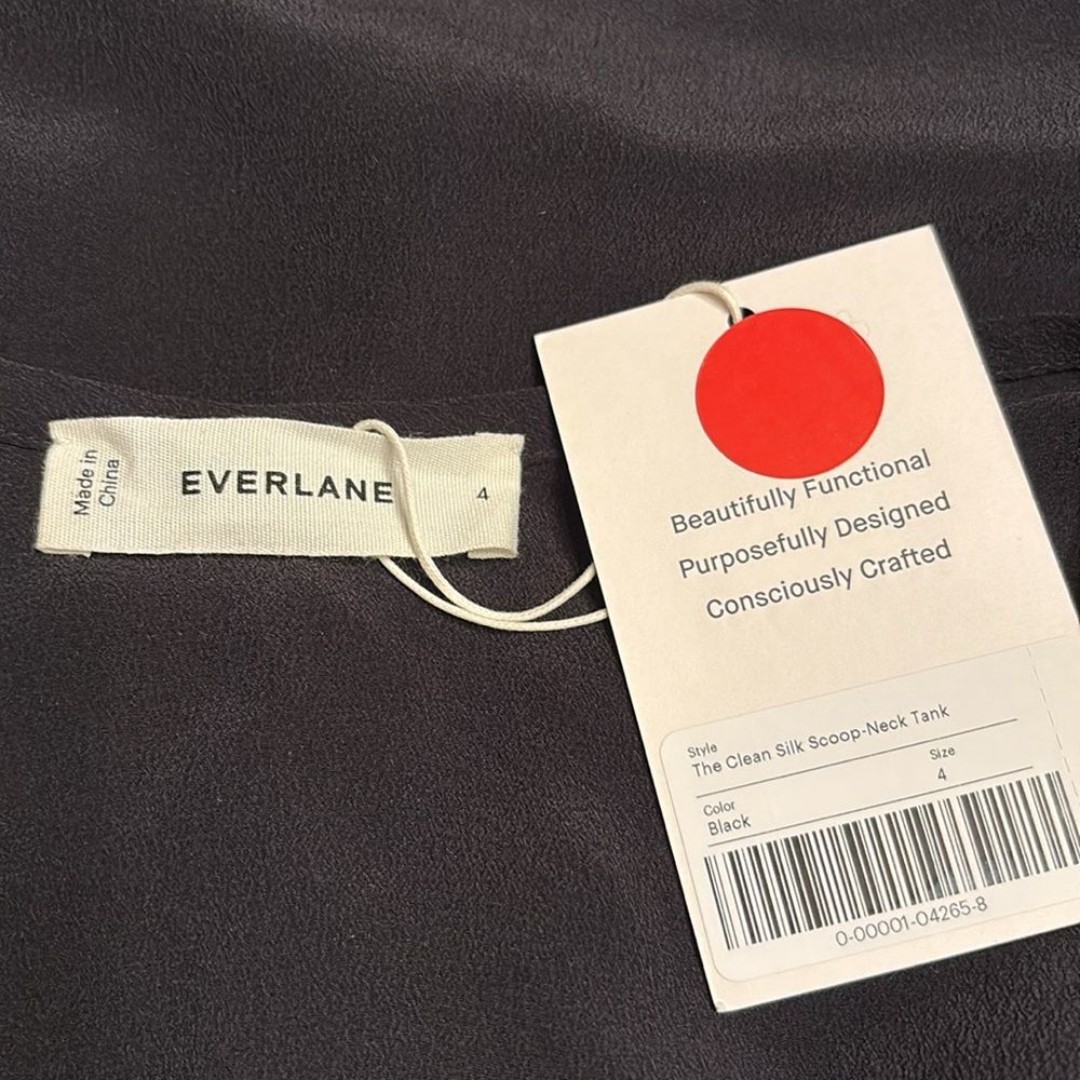 Made in
China
EVERLANE
4
Beautifully Functional
Purposefully Designed
Consciously Crafted
Style
The Clean Silk Scoop-Neck Tank
Size
4
Color
Black
0-00001-04265-8